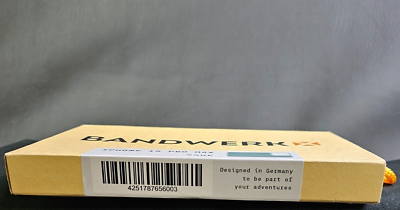 BANDWERK
Designed in Germany
to be part of
your adventures
4251787656003